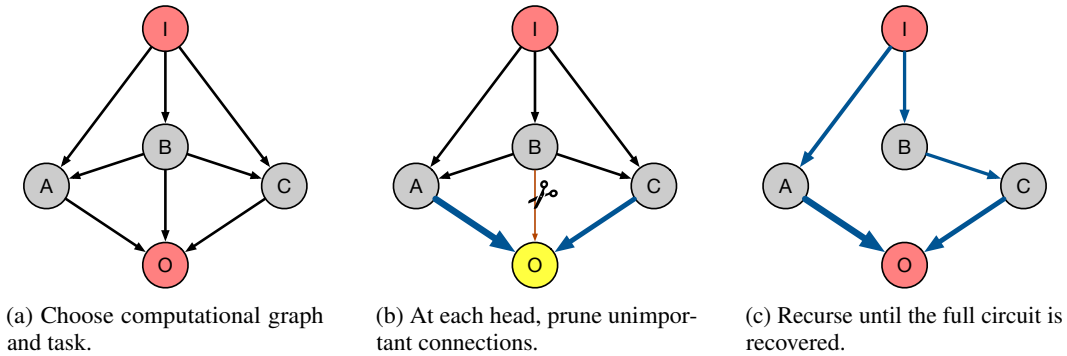 I
B
A
C
O
(a) Choose computational graph
and task.
I
B
A
C
O
(b) At each head, prune unimpor-
tant connections.
I
B
A
C
O
(c) Recurse until the full circuit is
recovered.